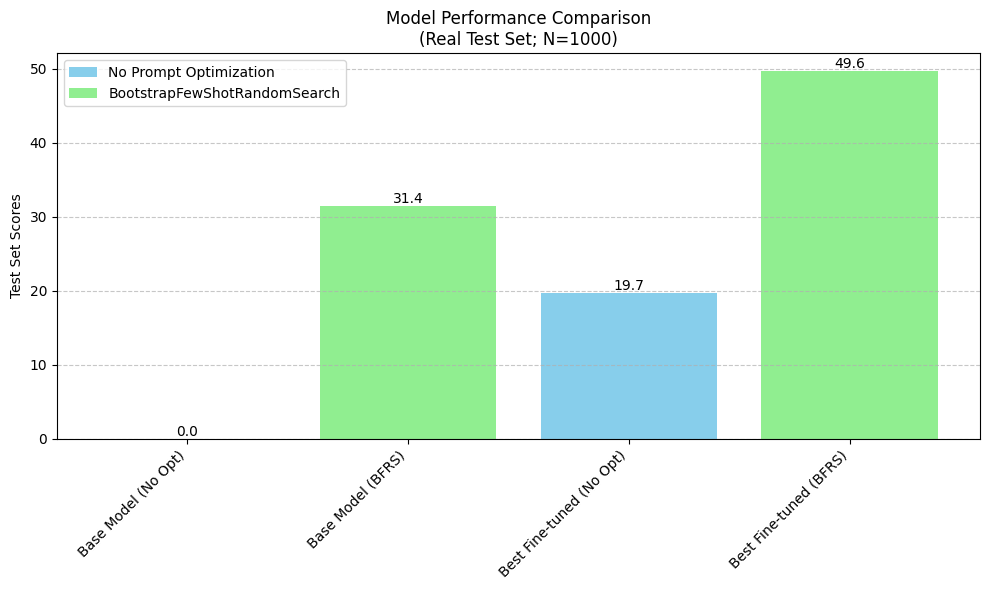 Model Performance Comparison
(Real Test Set; N=1000)
No Prompt Optimization
BootstrapFewShotRandomSearch
Test Set Scores
50
40
30
20
10
0
0.0
31.4
19.7
49.6
Base Model (No Opt)
Base Model (BFRS)
Best Fine-tuned (No Opt)
Best Fine-tuned (BFRS)